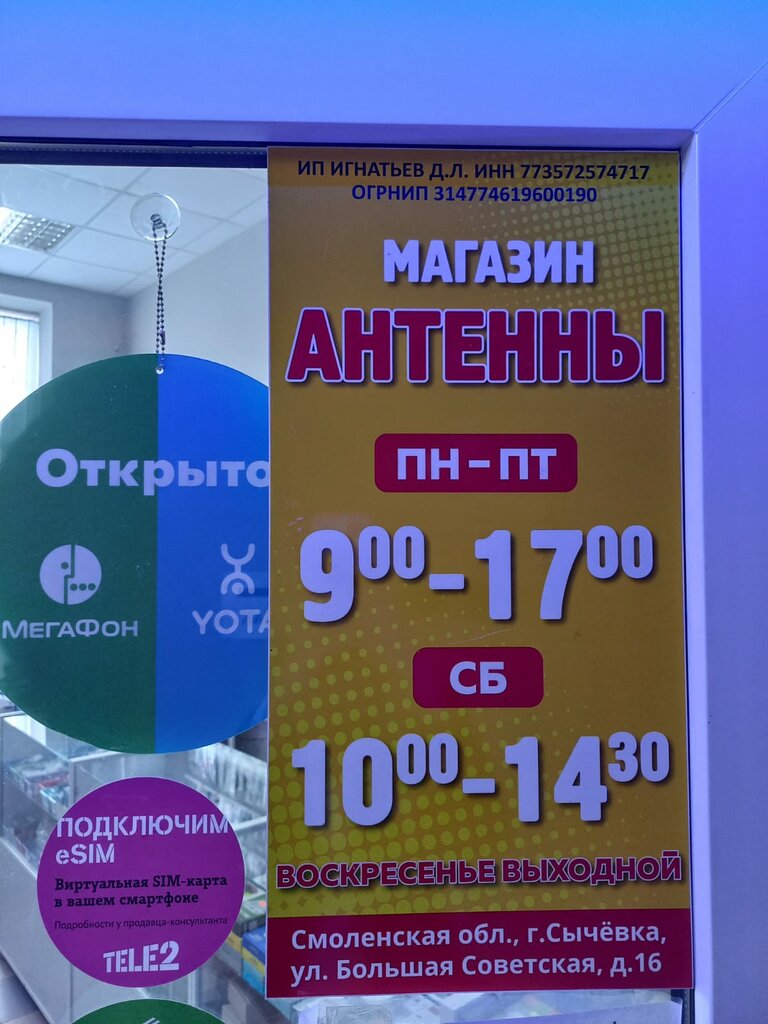 ИП ИГНАТЬЕВ Д.Л. ИНН 773572574717
ОГРНИП 314774619600190
МАГАЗИН
АНТЕННЫ
ПН – ПТ
9⁰⁰-17⁰⁰
СБ
10⁰⁰-14³⁰
ВОСКРЕСЕНЬЕ ВЫХОДНОЙ
Смоленская обл., г.Сычёвка,
ул. Большая Советская, д.16
Открыто
МЕГАФОН
YOTA
ПОДКЛЮЧИМ
eSIM
Виртуальная SIM-карта
в вашем смартфоне
Подробности у продавца-консультанта
TELE2